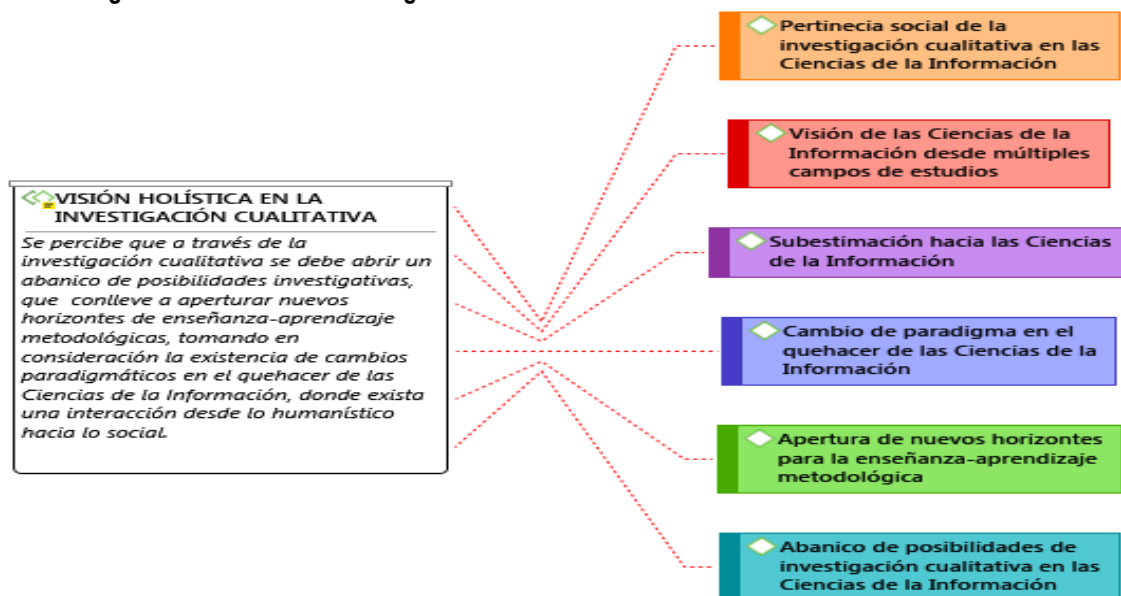 VISIÓN HOLÍSTICA EN LA
INVESTIGACIÓN CUALITATIVA
Se percibe que a través de la
investigación cualitativa se debe abrir un
abanico de posibilidades investigativas,
que conlleve a aperturar nuevos
horizontes de enseñanza-aprendizaje
metodológicas, tomando en
consideración la existencia de cambios
paradigmáticos en el quehacer de las
Ciencias de la Información, donde exista
una interacción desde lo humanístico
hacia lo social.
Pertinecia social de la
investigación cualitativa en las
Ciencias de la Información
Visión de las Ciencias de la
Información desde múltiples
campos de estudios
Subestimación hacia las Ciencias
de la Información
Cambio de paradigma en el
quehacer de las Ciencias de la
Información
Apertura de nuevos horizontes
para la enseñanza-aprendizaje
metodológica
Abanico de posibilidades de
investigación cualitativa en las
Ciencias de la Información